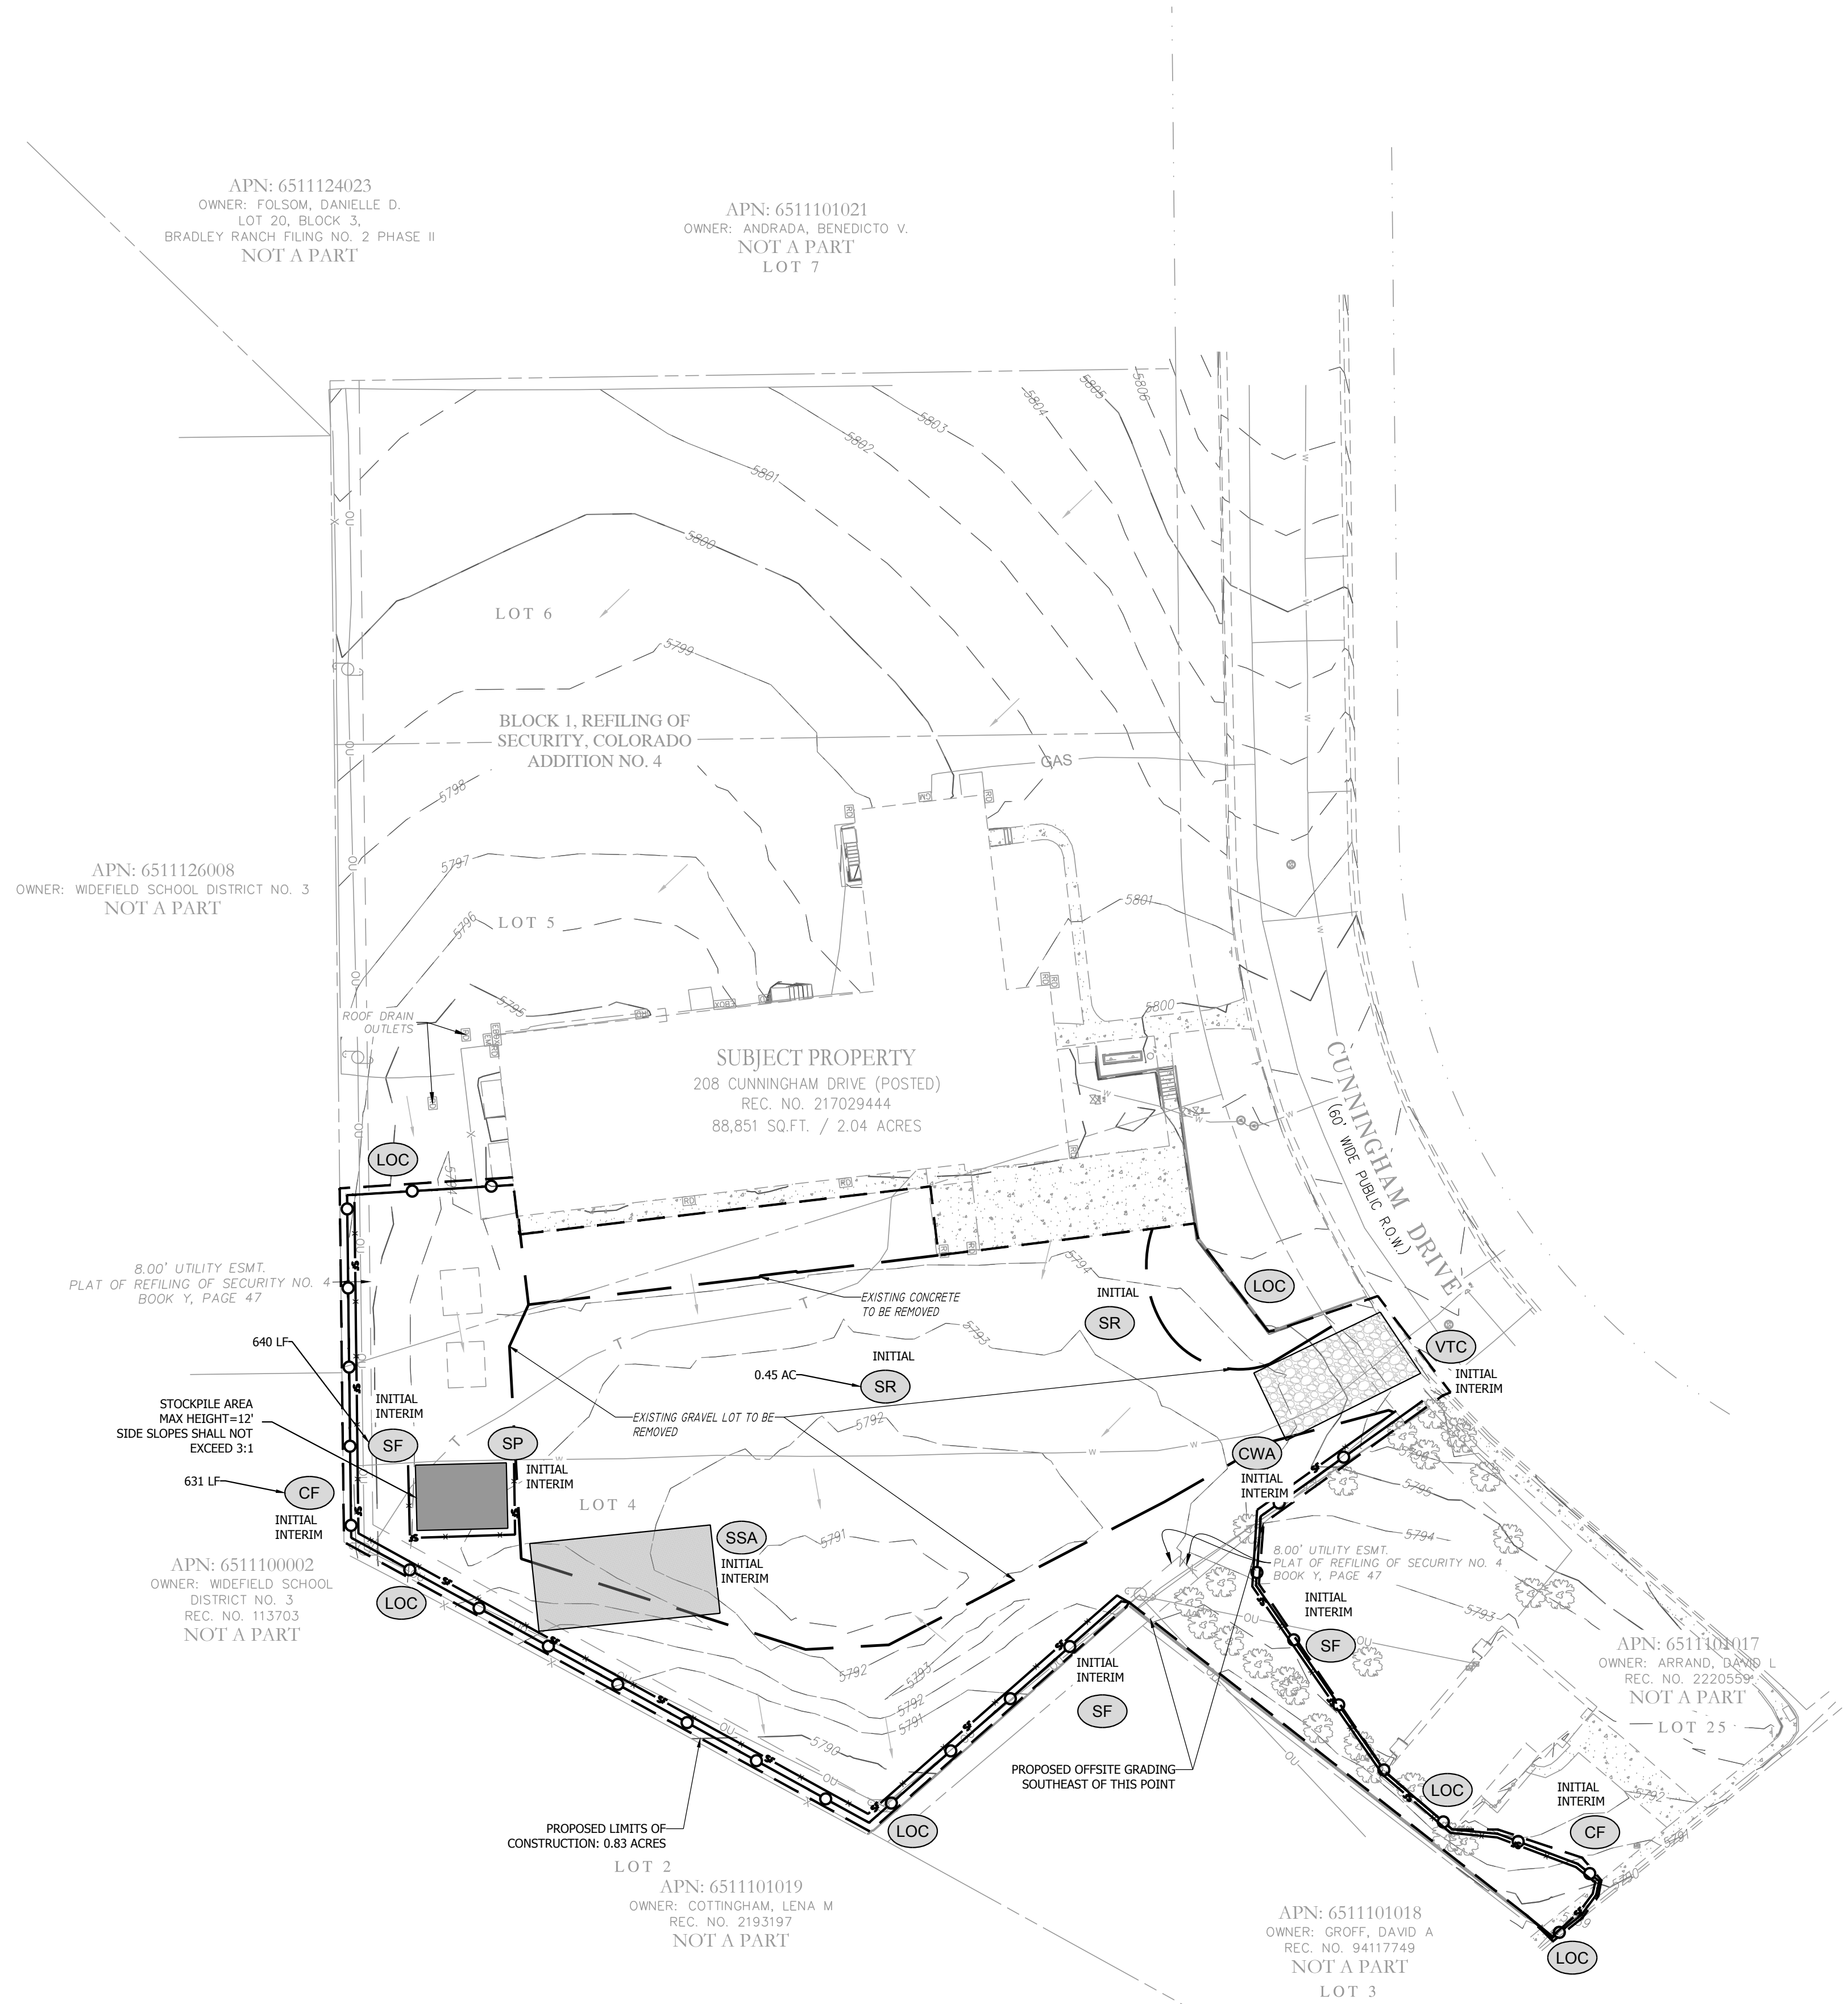 APN: 6511124023
OWNER: FOLSOM, DANIELLE D.
LOT 20, BLOCK 3,
BRADLEY RANCH FILING NO. 2 PHASE II
NOT A PART
APN: 6511101021
OWNER: ANDRADA, BENEDICTO V.
NOT A PART
LOT 7
5806
5805
5804
5803
5802
5801
5800
5799
LOT 6
BLOCK 1, REFILING OF
SECURITY, COLORADO
ADDITION NO. 4
GAS
5798
5797
5796
LOT 5
5795
5801
5800
APN: 6511126008
OWNER: WIDEFIELD SCHOOL DISTRICT NO. 3
NOT A PART
ROOF DRAIN
OUTLETS
SUBJECT PROPERTY
208 CUNNINGHAM DRIVE (POSTED)
REC. NO. 217029444
88,851 SQ.FT. / 2.04 ACRES
CUNNINGHAM DRIVE
(60' WIDE PUBLIC R.O.W.)
LOC
5794
8.00' UTILITY ESMT.
PLAT OF REFILING OF SECURITY NO. 4
BOOK Y, PAGE 47
EXISTING CONCRETE
TO BE REMOVED
5794
5793
INITIAL
SR
LOC
VTC
INITIAL
INTERIM
640 LF
INITIAL
INTERIM
SF
0.45 AC
INITIAL
SR
STOCKPILE AREA
MAX HEIGHT=12'
SIDE SLOPES SHALL NOT
EXCEED 3:1
EXISTING GRAVEL LOT TO BE
REMOVED
5792
SP
INITIAL
INTERIM
631 LF
CF
INITIAL
INTERIM
CWA
INITIAL
INTERIM
LOT 4
5791
SSA
INITIAL
INTERIM
5795
5794
8.00' UTILITY ESMT.
PLAT OF REFILING OF SECURITY NO. 4
BOOK Y, PAGE 47
5793
APN: 6511100002
OWNER: WIDEFIELD SCHOOL
DISTRICT NO. 3
REC. NO. 113703
NOT A PART
LOC
INITIAL
INTERIM
SF
OU
APN: 6511101017
OWNER: ARRAND, DAVID L
REC. NO. 2220559
NOT A PART
LOT 25
5792
5793
5792
5791
5790
INITIAL
INTERIM
SF
PROPOSED OFFSITE GRADING
SOUTHEAST OF THIS POINT
LOC
INITIAL
INTERIM
CF
5792
5791
5790
PROPOSED LIMITS OF
CONSTRUCTION: 0.83 ACRES
LOC
LOT 2
APN: 6511101019
OWNER: COTTINGHAM, LENA M
REC. NO. 2193197
NOT A PART
APN: 6511101018
OWNER: GROFF, DAVID A
REC. NO. 94117749
NOT A PART
LOT 3
LOC